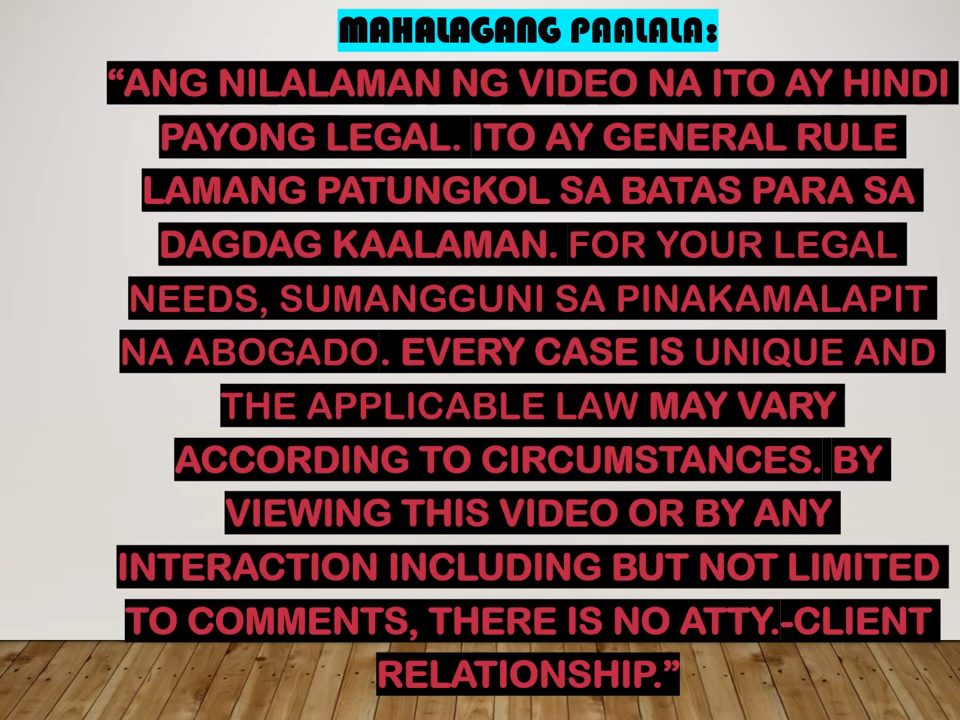 MAHALAGANG PAALALA:
“ANG NILALAMAN NG VIDEO NA ITO AY HINDI
PAYONG LEGAL. ITO AY GENERAL RULE
LAMANG PATUNGKOL SA BATAS PARA SA
DAGDAG KAALAMAN. FOR YOUR LEGAL
NEEDS, SUMANGGUNI SA PINAKAMALAPIT
NA ABOGADO. EVERY CASE IS UNIQUE AND
THE APPLICABLE LAW MAY VARY
ACCORDING TO CIRCUMSTANCES. BY
VIEWING THIS VIDEO OR BY ANY
INTERACTION INCLUDING BUT NOT LIMITED
TO COMMENTS, THERE IS NO ATTY.-CLIENT
RELATIONSHIP.”